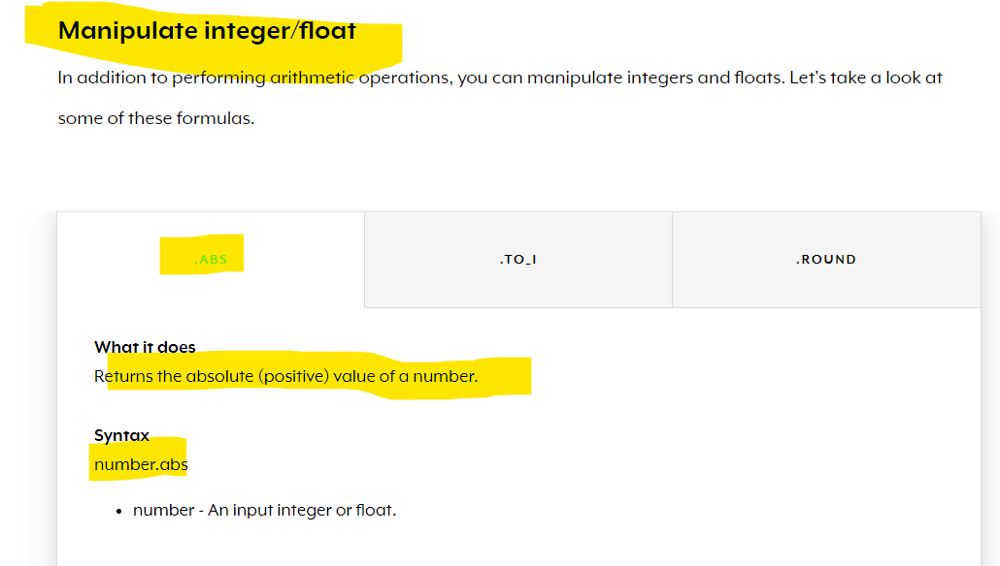 Manipulate integer/float
In addition to performing arithmetic operations, you can manipulate integers and floats. Let's take a look at
some of these formulas.
.ABS
.TO_I
.ROUND
What it does
Returns the absolute (positive) value of a number.
Syntax
number.abs
• number - An input integer or float.